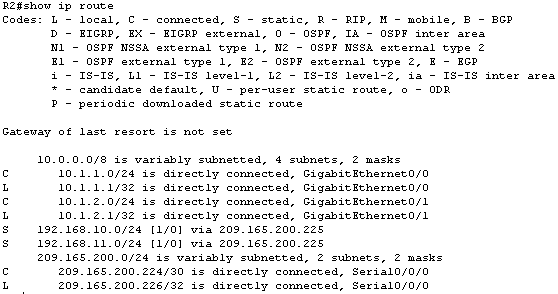 R2#show ip route
Codes: L - local, C - connected, S - static, R - RIP, M - mobile, B - BGP
D - EIGRP, EX - EIGRP external, O - OSPF, IA - OSPF inter area
N1 - OSPF NSSA external type 1, N2 - OSPF NSSA external type 2
E1 - OSPF external type 1, E2 - OSPF external type 2, E - EGP
i - IS-IS, L1 - IS-IS level-1, L2 - IS-IS level-2, ia - IS-IS inter area
* - candidate default, U - per-user static route, o - ODR
P - periodic downloaded static route
Gateway of last resort is not set
10.0.0.0/8 is variably subnetted, 4 subnets, 2 masks
C 10.1.1.0/24 is directly connected, GigabitEthernet0/0
L 10.1.1.1/32 is directly connected, GigabitEthernet0/0
C 10.1.2.0/24 is directly connected, GigabitEthernet0/1
L 10.1.2.1/32 is directly connected, GigabitEthernet0/1
S 192.168.10.0/24 [1/0] via 209.165.200.225
S 192.168.11.0/24 [1/0] via 209.165.200.225
209.165.200.0/24 is variably subnetted, 2 subnets, 2 masks
C 209.165.200.224/30 is directly connected, Serial0/0/0
L 209.165.200.226/32 is directly connected, Serial0/0/0